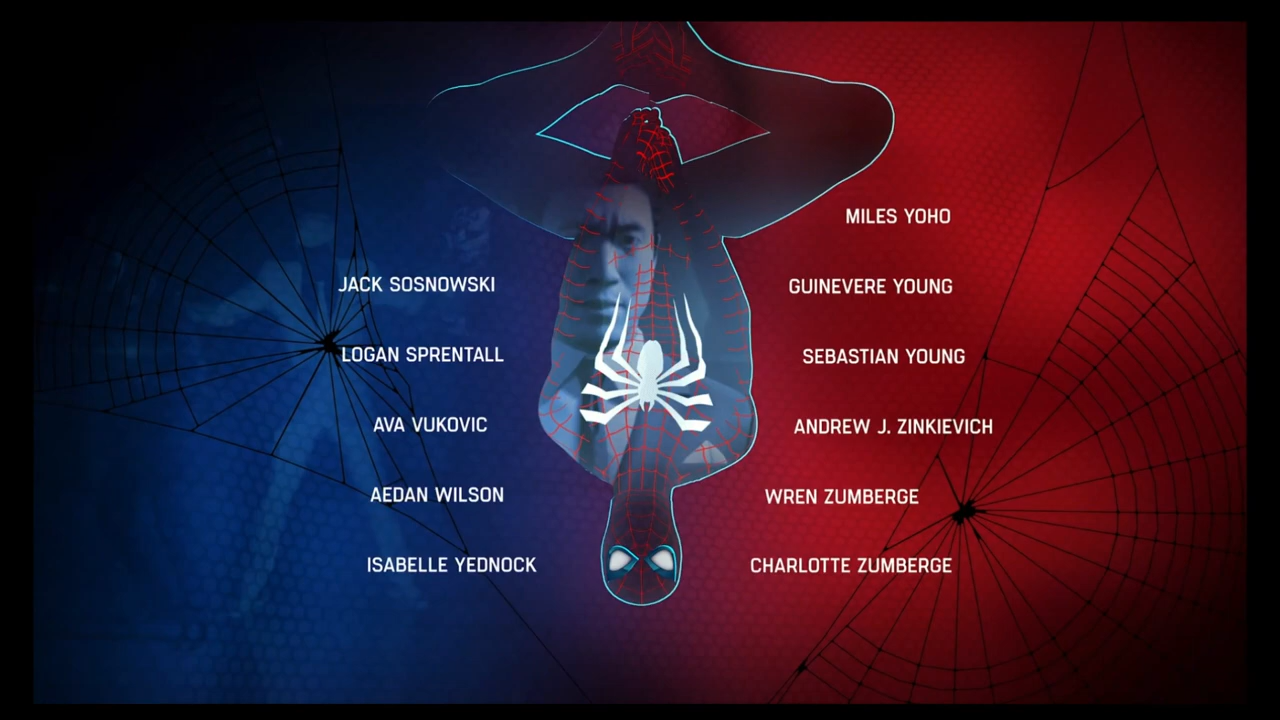 JACK SOSNOWSKI
LOGAN SPRENTALL
AVA VUKOVIC
AEDAN WILSON
ISABELLE YEDNOCK
MILES YOHO
GUINEVERE YOUNG
SEBASTIAN YOUNG
ANDREW J. ZINKIEVICH
WREN ZUMBERGE
CHARLOTTE ZUMBERGE